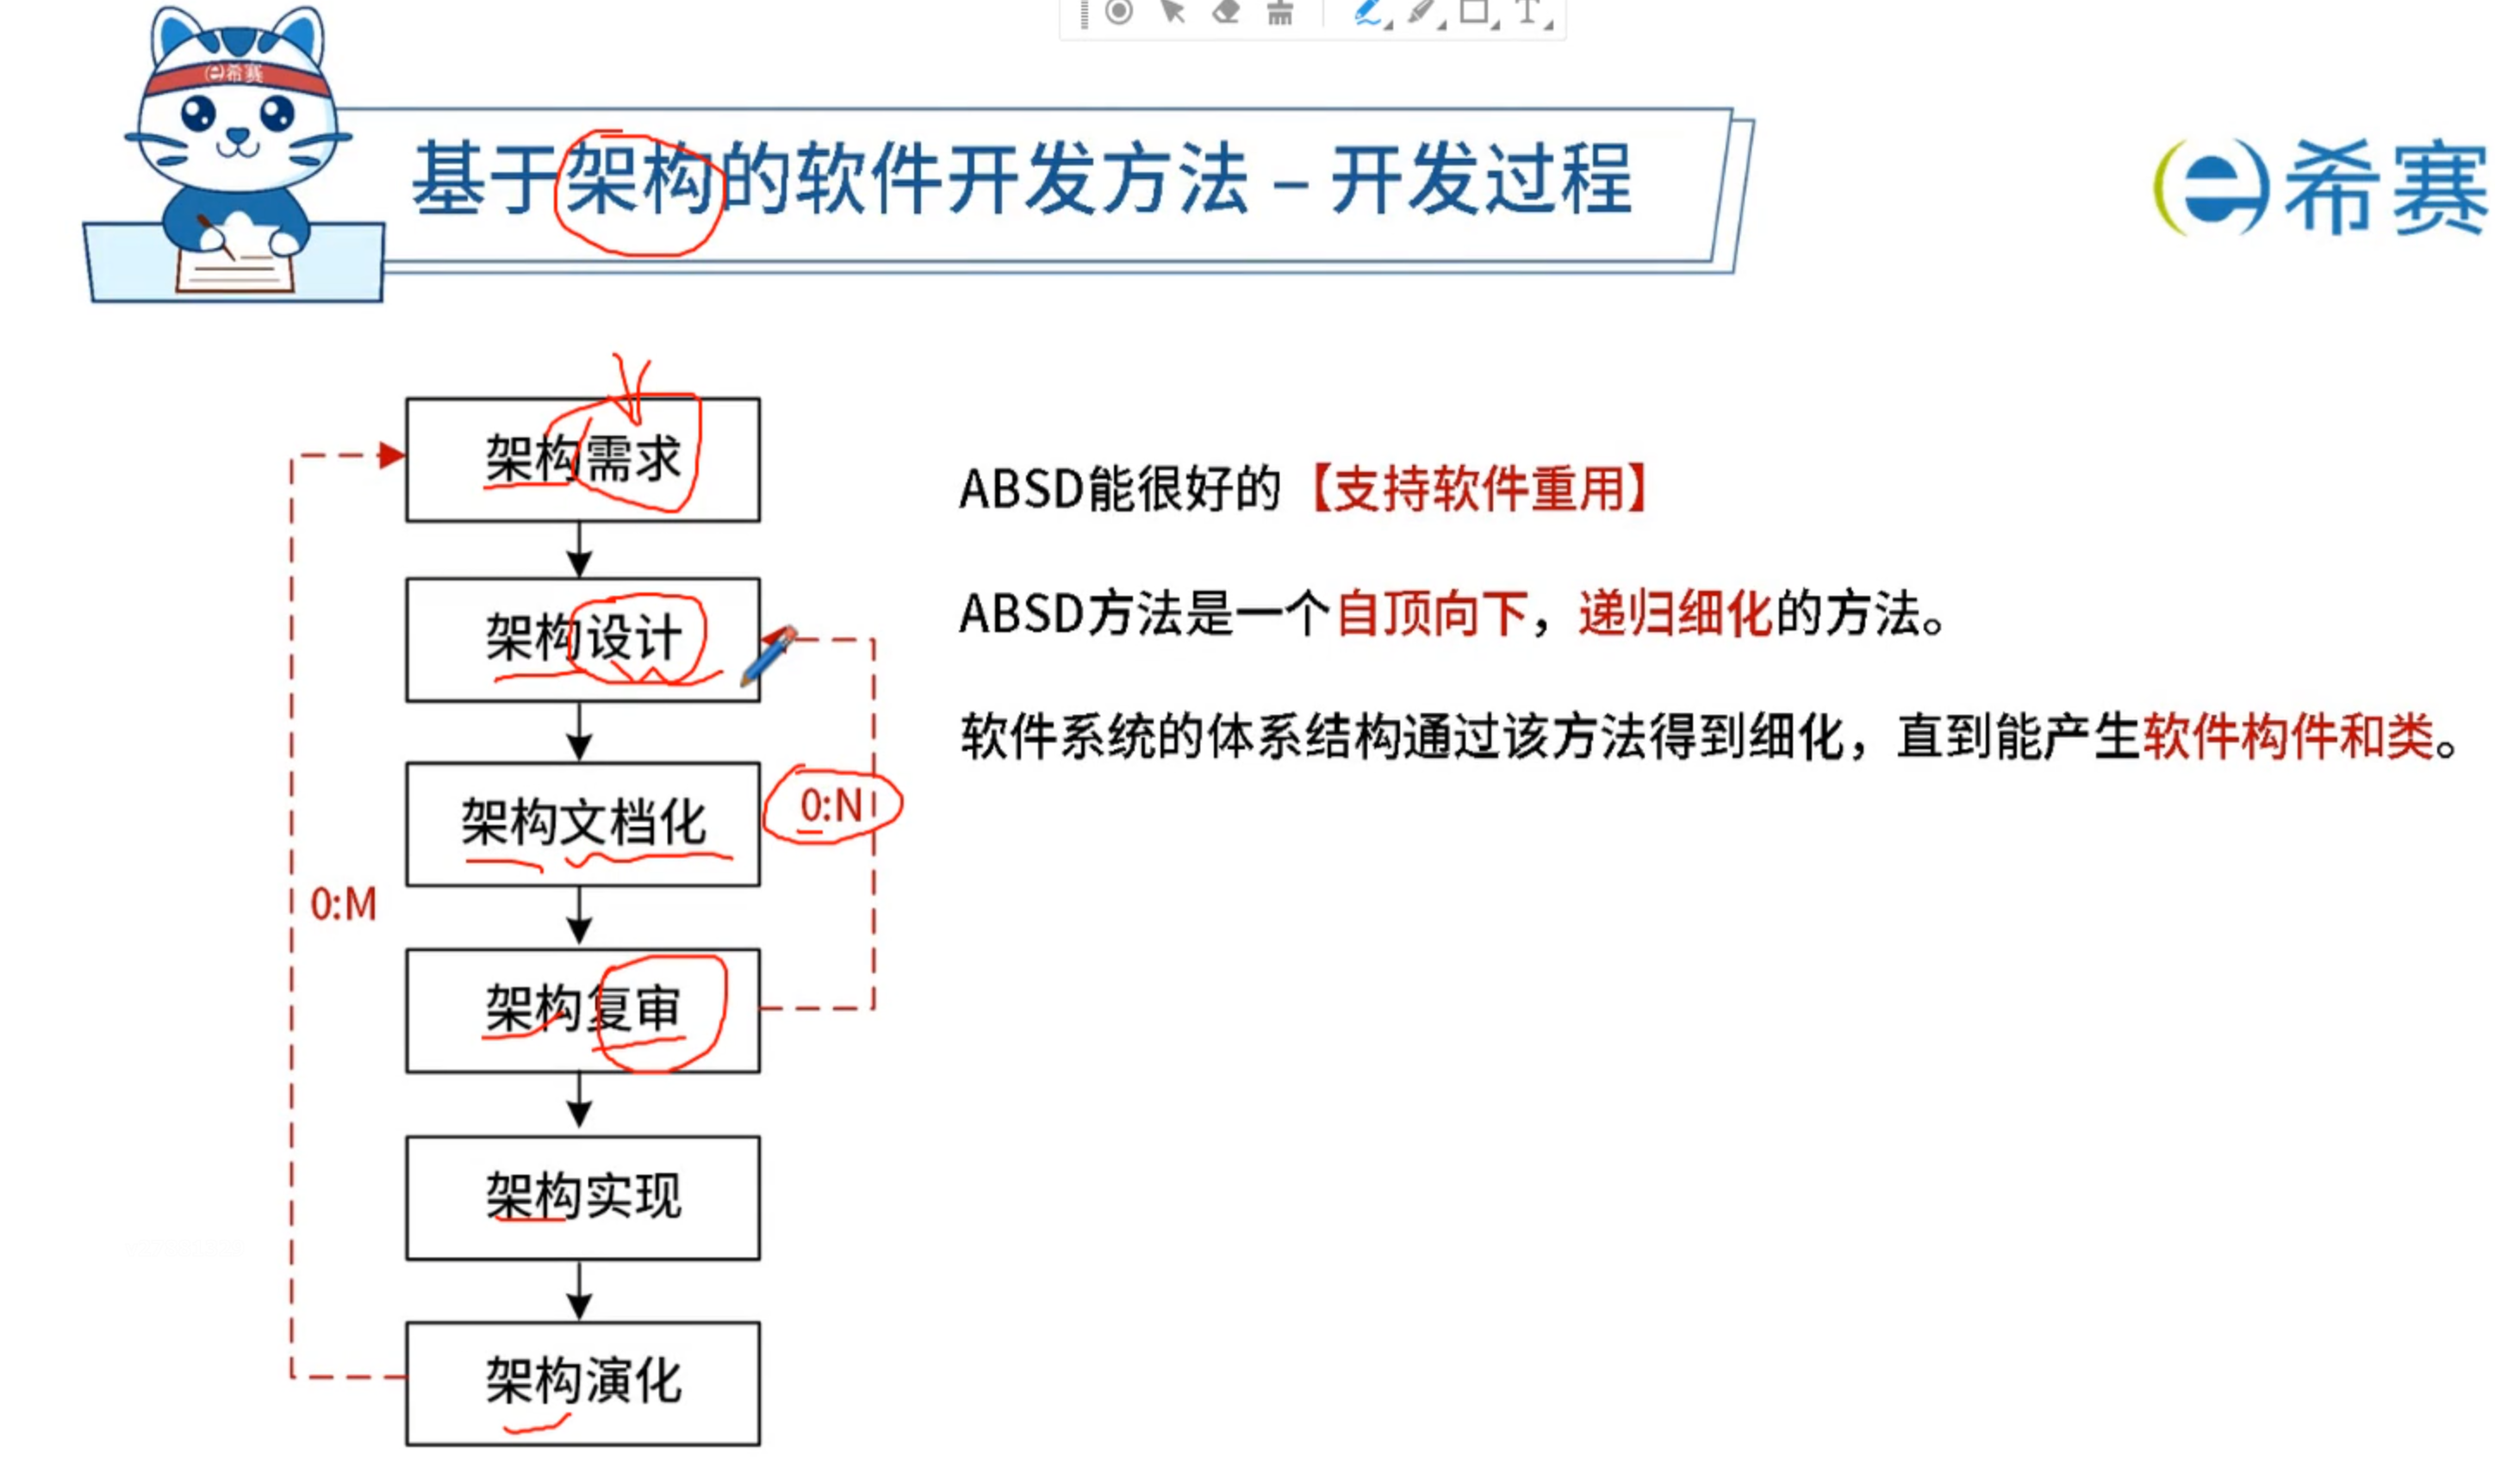 希赛
基于架构的软件开发方法 – 开发过程
希赛
架构需求
架构设计
架构文档化
架构复审
架构实现
架构演化
0:M
0:N
ABSD能很好的【支持软件重用】
ABSD方法是一个自顶向下，递归细化的方法。
软件系统的体系结构通过该方法得到细化，直到能产生软件构件和类。